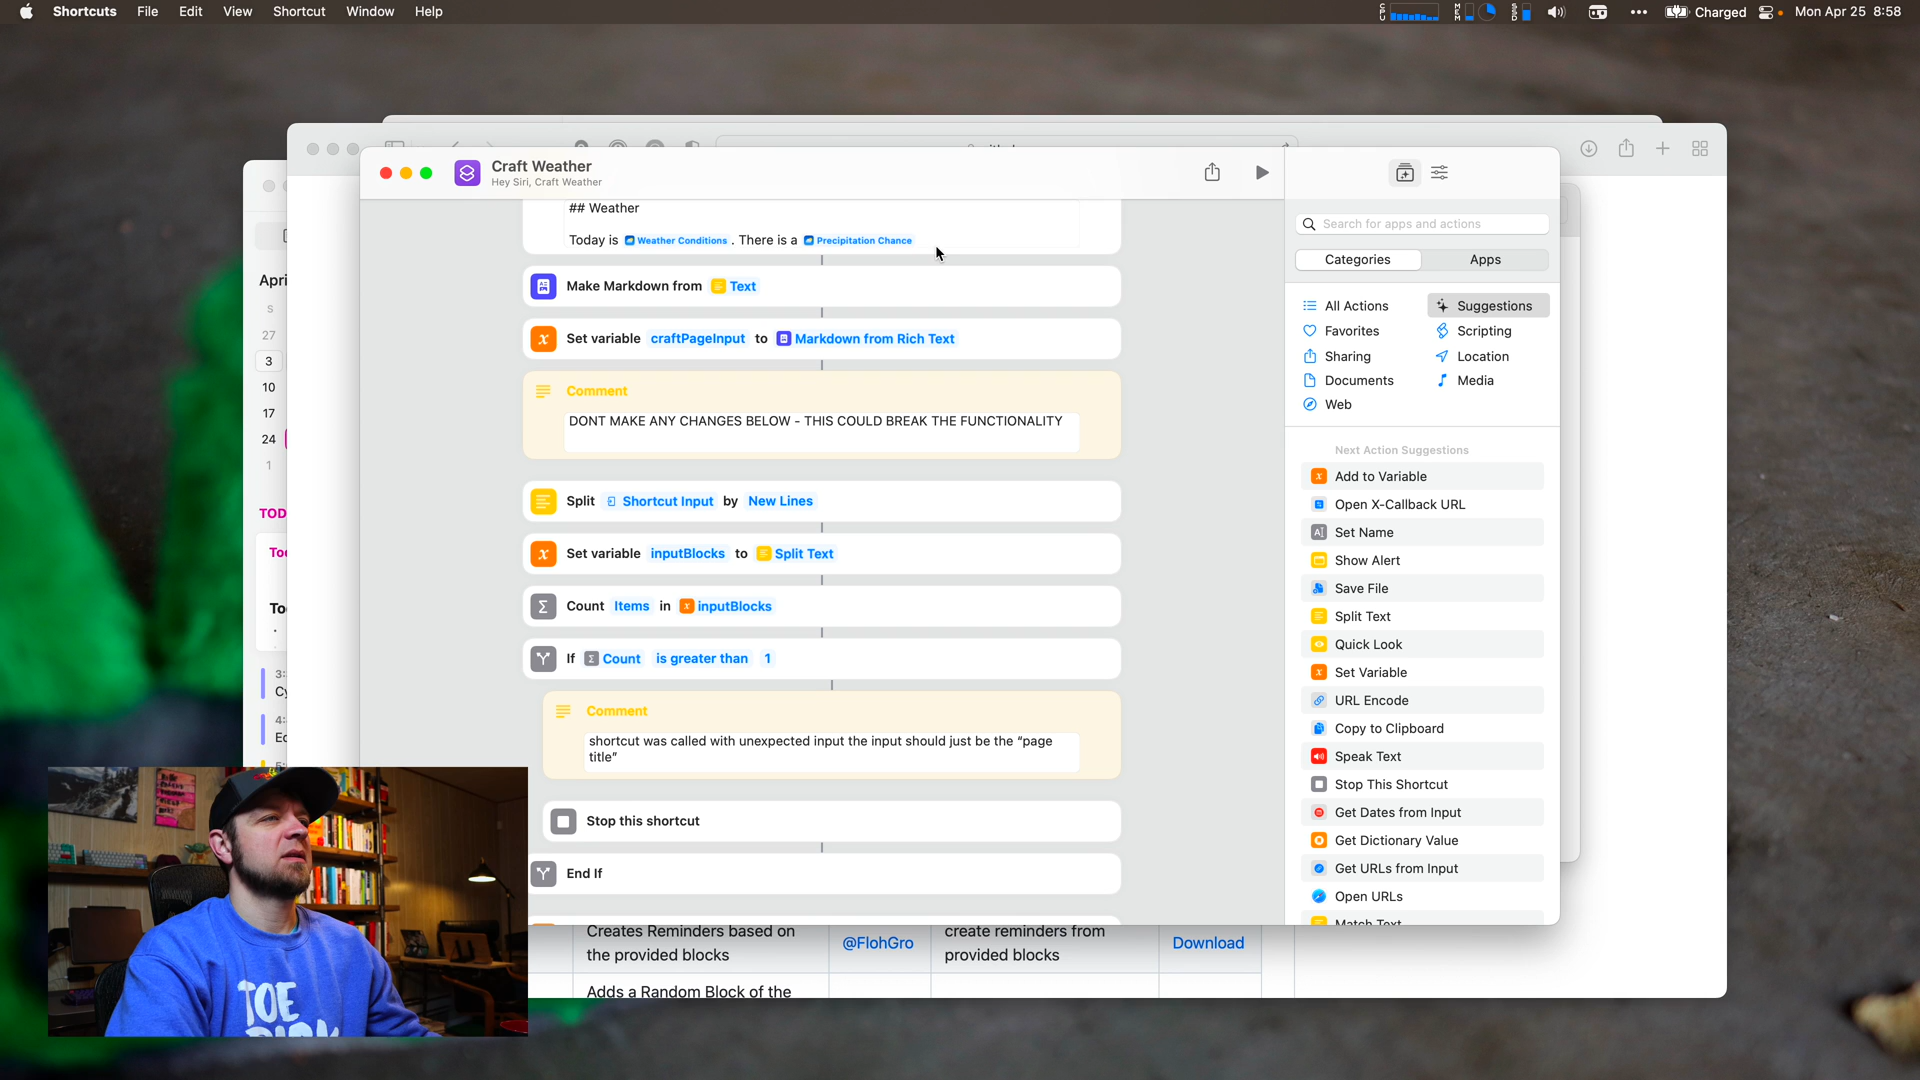 Shortcuts File Edit View Shortcut Window Help
CPU MEM SSD Charged Mon Apr 25 8:58
Craft Weather
Hey Siri, Craft Weather
## Weather
Today is Weather Conditions . There is a Precipitation Chance
Make Markdown from Text
Set variable craftPageInput to Markdown from Rich Text
Comment
DONT MAKE ANY CHANGES BELOW - THIS COULD BREAK THE FUNCTIONALITY
Split Shortcut Input by New Lines
Set variable inputBlocks to Split Text
Count Items in inputBlocks
If Count is greater than 1
Comment
shortcut was called with unexpected input the input should just be the “page
title”
Stop this shortcut
End If
Search for apps and actions
Categories Apps
All Actions Suggestions
Favorites Scripting
Sharing Location
Documents Media
Web
Next Action Suggestions
Add to Variable
Open X-Callback URL
Set Name
Show Alert
Save File
Split Text
Quick Look
Set Variable
URL Encode
Copy to Clipboard
Speak Text
Stop This Shortcut
Get Dates from Input
Get Dictionary Value
Get URLs from Input
Open URLs
Match Text
S
27
3
10
17
24
1
Creates Reminders based on
the provided blocks
@FlohGro
create reminders from
provided blocks
Download
Adds a Random Block of the
TOE